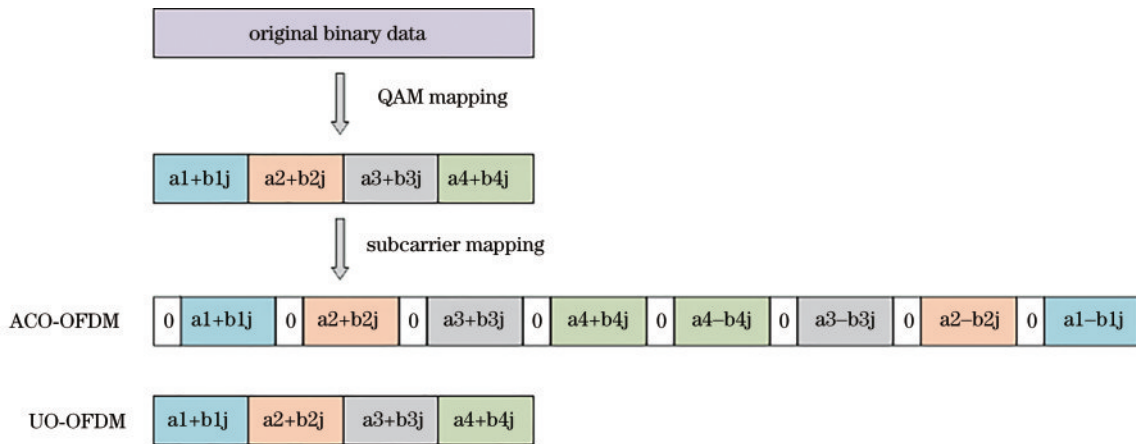 original binary data
QAM mapping
a1+b1j a2+b2j a3+b3j a4+b4j
subcarrier mapping
ACO-OFDM 0 a1+b1j 0 a2+b2j 0 a3+b3j 0 a4+b4j 0 a4−b4j 0 a3−b3j 0 a2−b2j 0 a1−b1j
UO-OFDM a1+b1j a2+b2j a3+b3j a4+b4j